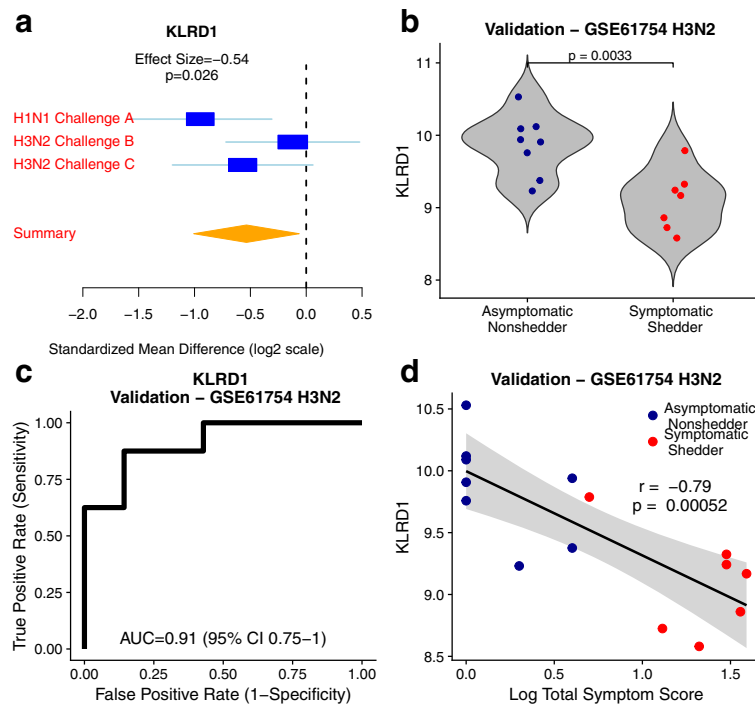 a
KLRD1
Effect Size=−0.54
p=0.026
H1N1 Challenge A
H3N2 Challenge B
H3N2 Challenge C
Summary
−2.0 −1.5 −1.0 −0.5 0.0 0.5
Standardized Mean Difference (log2 scale)
b
Validation − GSE61754 H3N2
p = 0.0033
KLRD1
11
10
9
8
Asymptomatic
Nonshedder
Symptomatic
Shedder
c
KLRD1
Validation − GSE61754 H3N2
True Positive Rate (Sensitivity)
1.00
0.75
0.50
0.25
0.00
AUC=0.91 (95% CI 0.75−1)
0.00 0.25 0.50 0.75 1.00
False Positive Rate (1−Specificity)
d
Validation − GSE61754 H3N2
Asymptomatic
Nonshedder
Symptomatic
Shedder
r = −0.79
p = 0.00052
KLRD1
10.5
10.0
9.5
9.0
8.5
0.0 0.5 1.0 1.5
Log Total Symptom Score